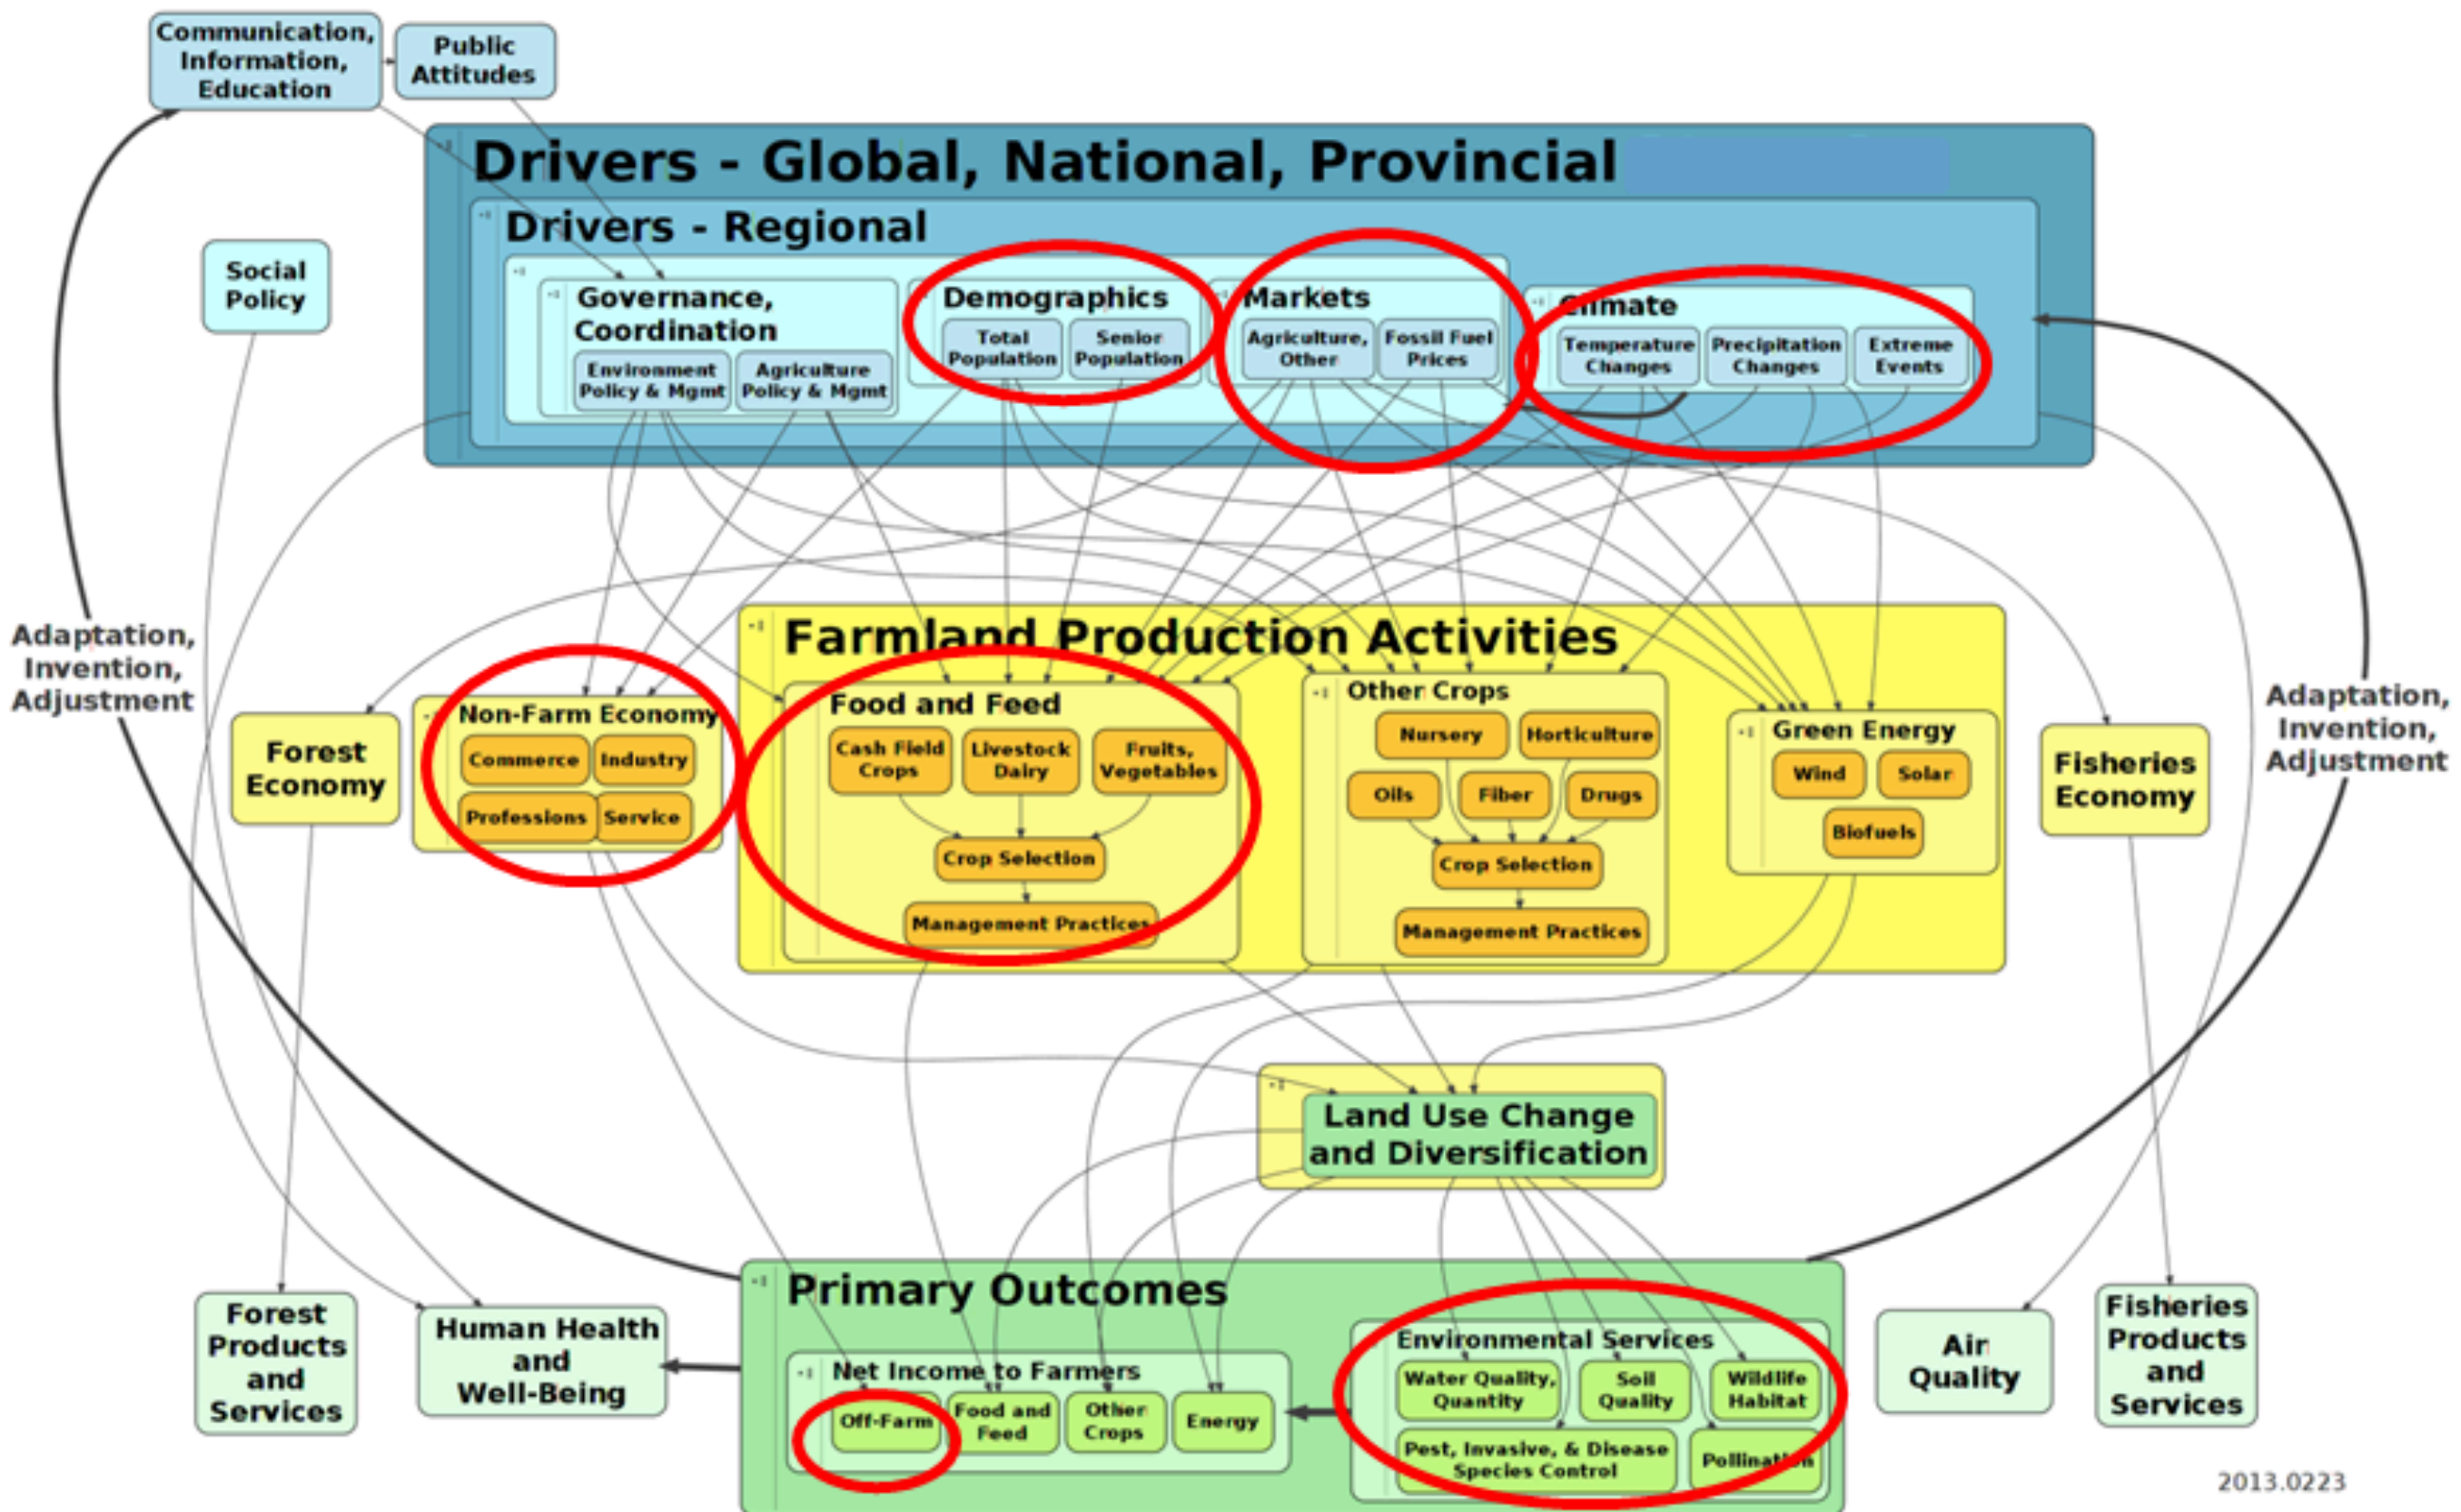 Communication,
Information,
Education
Public
Attitudes
Drivers - Global, National, Provincial
Drivers - Regional
Social
Policy
Governance,
Coordination
Environment
Policy & Mgmt
Agriculture
Policy & Mgmt
Demographics
Total
Population
Senior
Population
Markets
Agriculture,
Other
Fossil Fuel
Prices
Climate
Temperature
Changes
Precipitation
Changes
Extreme
Events
Adaptation,
Invention,
Adjustment
Farmland Production Activities
Forest
Economy
Non-Farm Economy
Commerce
Industry
Professions
Service
Food and Feed
Cash Field
Crops
Livestock
Dairy
Fruits,
Vegetables
Crop Selection
Management Practices
Other Crops
Nursery
Horticulture
Oils
Fiber
Drugs
Crop Selection
Management Practices
Green Energy
Wind
Solar
Biofuels
Fisheries
Economy
Adaptation,
Invention,
Adjustment
Land Use Change
and Diversification
Primary Outcomes
Forest
Products
and
Services
Human Health
and
Well-Being
Net Income to Farmers
Off-Farm
Food and
Feed
Other
Crops
Energy
Environmental Services
Water Quality,
Quantity
Soil
Quality
Wildlife
Habitat
Pest, Invasive, & Disease
Species Control
Pollination
Air
Quality
Fisheries
Products
and
Services
2013.0223